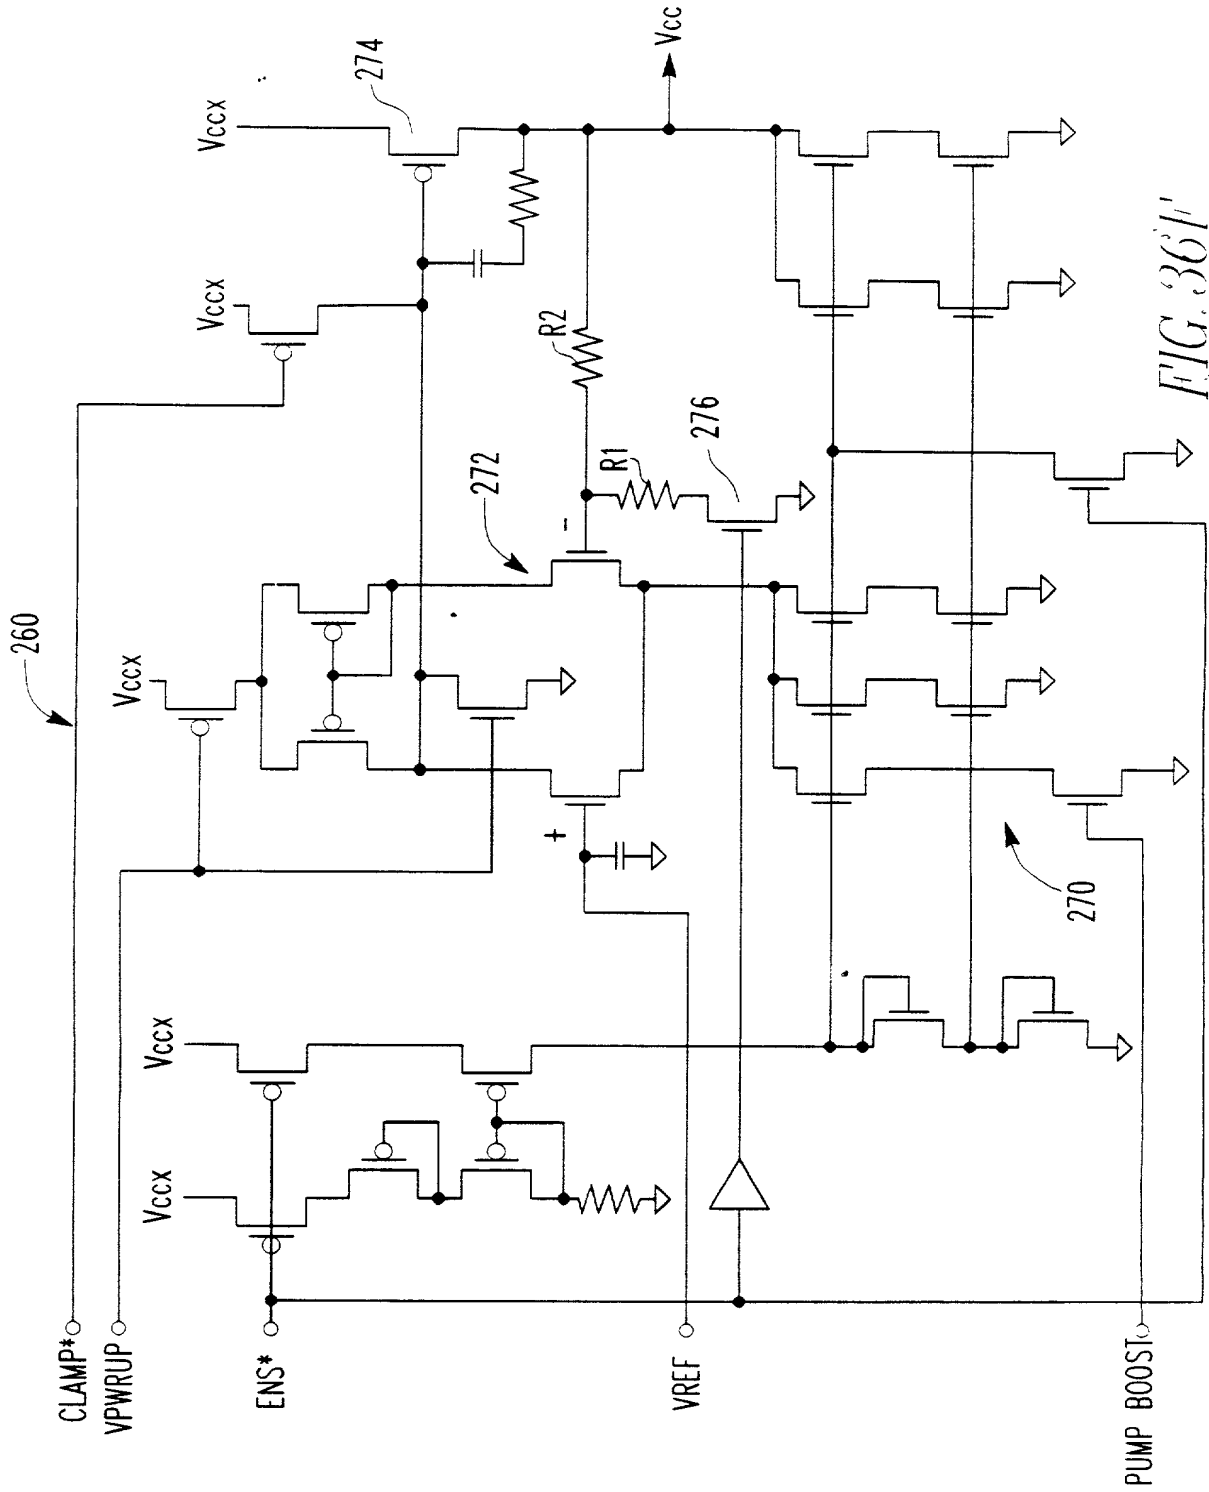 CLAMP*
VPWRUP
ENS*
VREF
PUMP BOOST
260
Vccx
Vccx
Vccx
Vccx
Vccx
274
272
R2
R1
276
270
+
-
Vcc
FIG. 36F